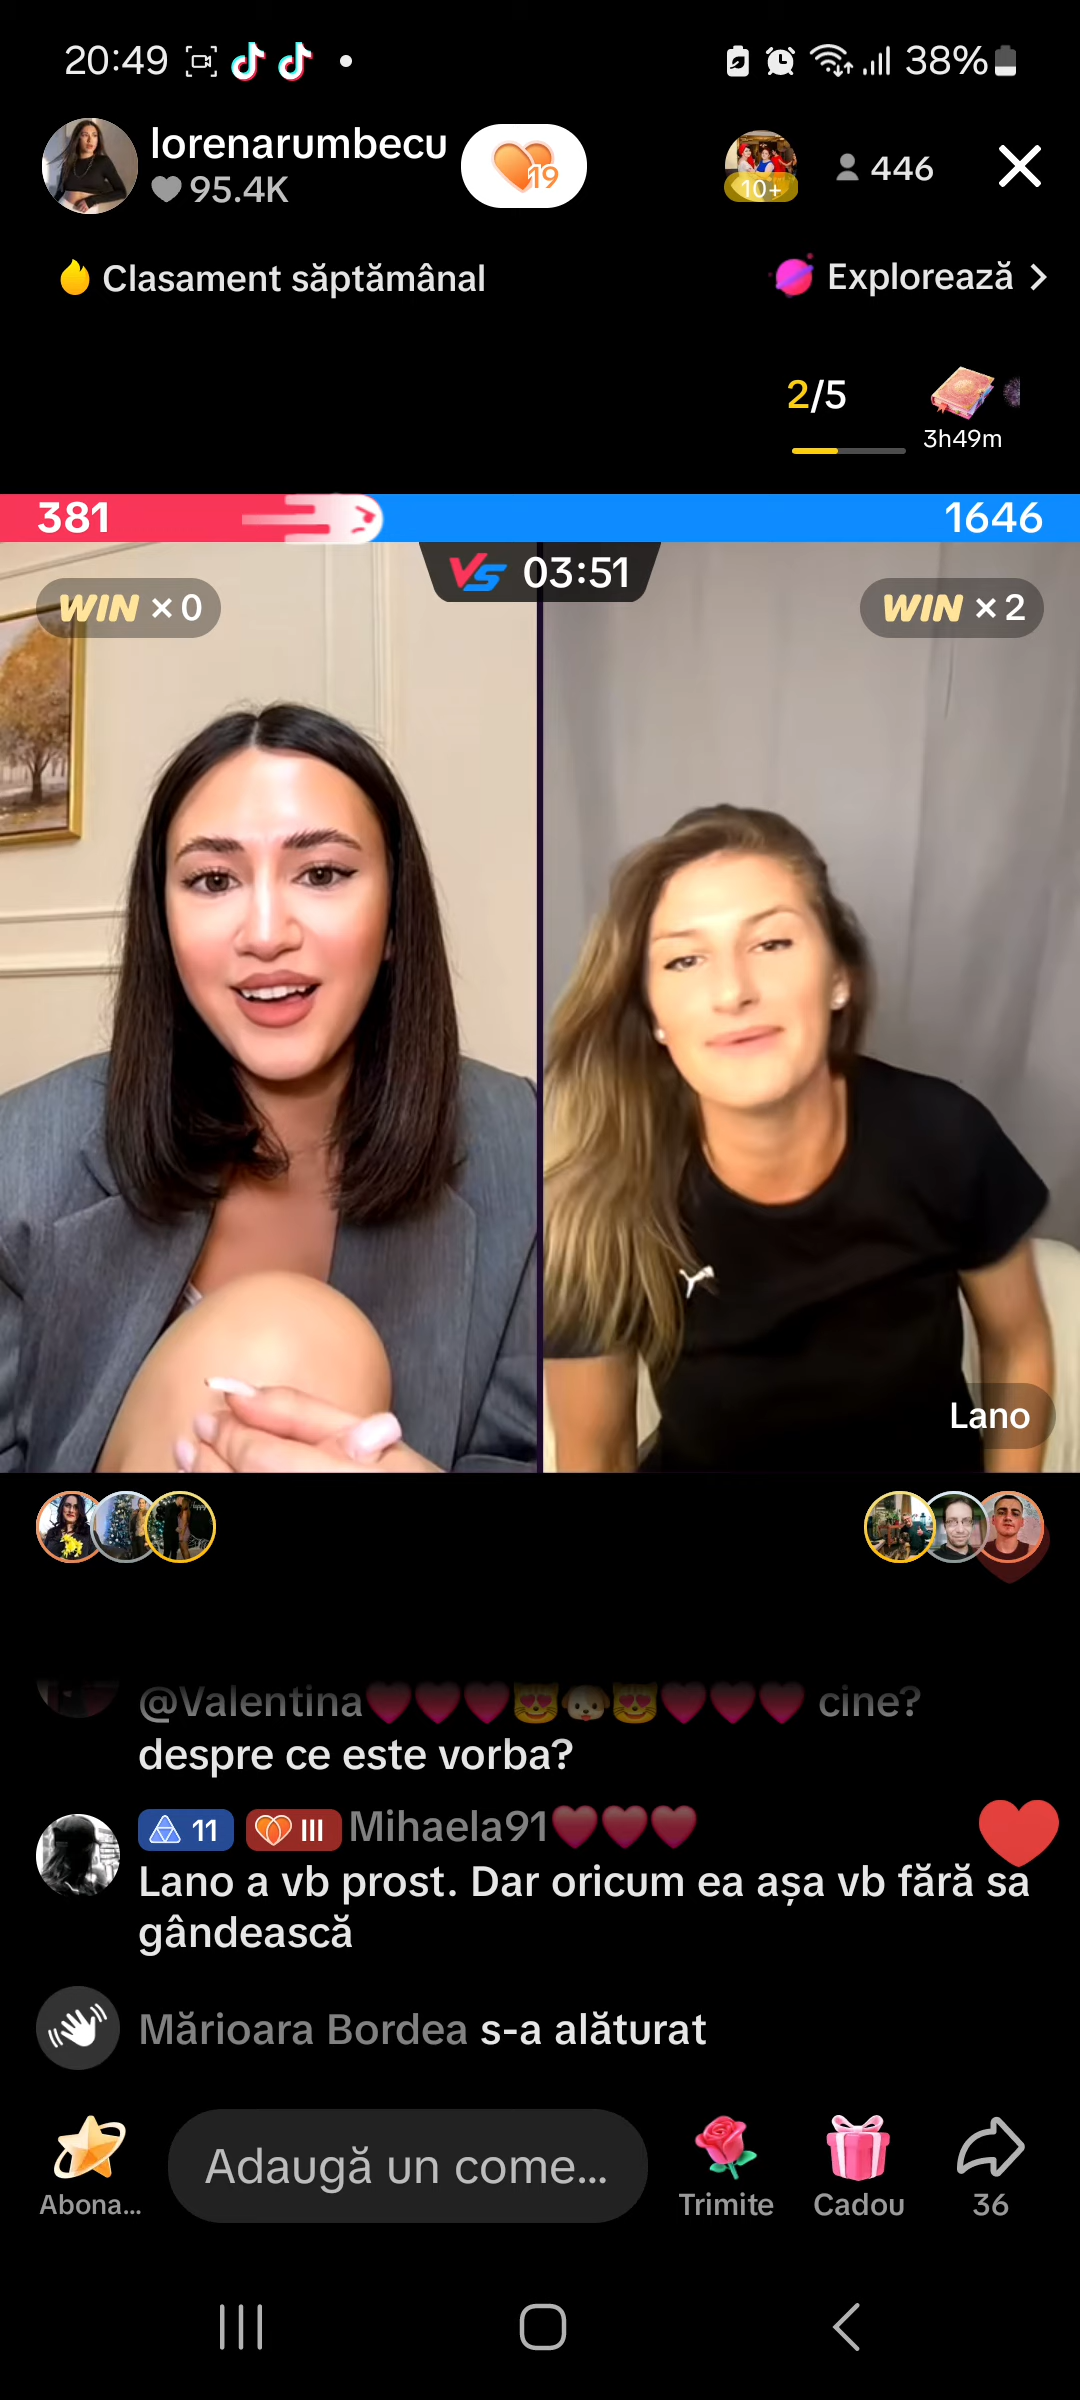 20:49
38%
lorenarumbecu
95.4K
19
10+
446
Clasament săptămânal
Explorează
2/5
3h49m
381
1646
VS 03:51
WIN × 0
WIN × 2
Lano
@Valentina💗💗💗😻🐶😻💗💗💗 cine?
despre ce este vorba?
11 III Mihaela91💗💗💗
Lano a vb prost. Dar oricum ea așa vb fără sa
gândească
Mărioara Bordea s-a alăturat
Adaugă un come...
Abona...
Trimite
Cadou
36